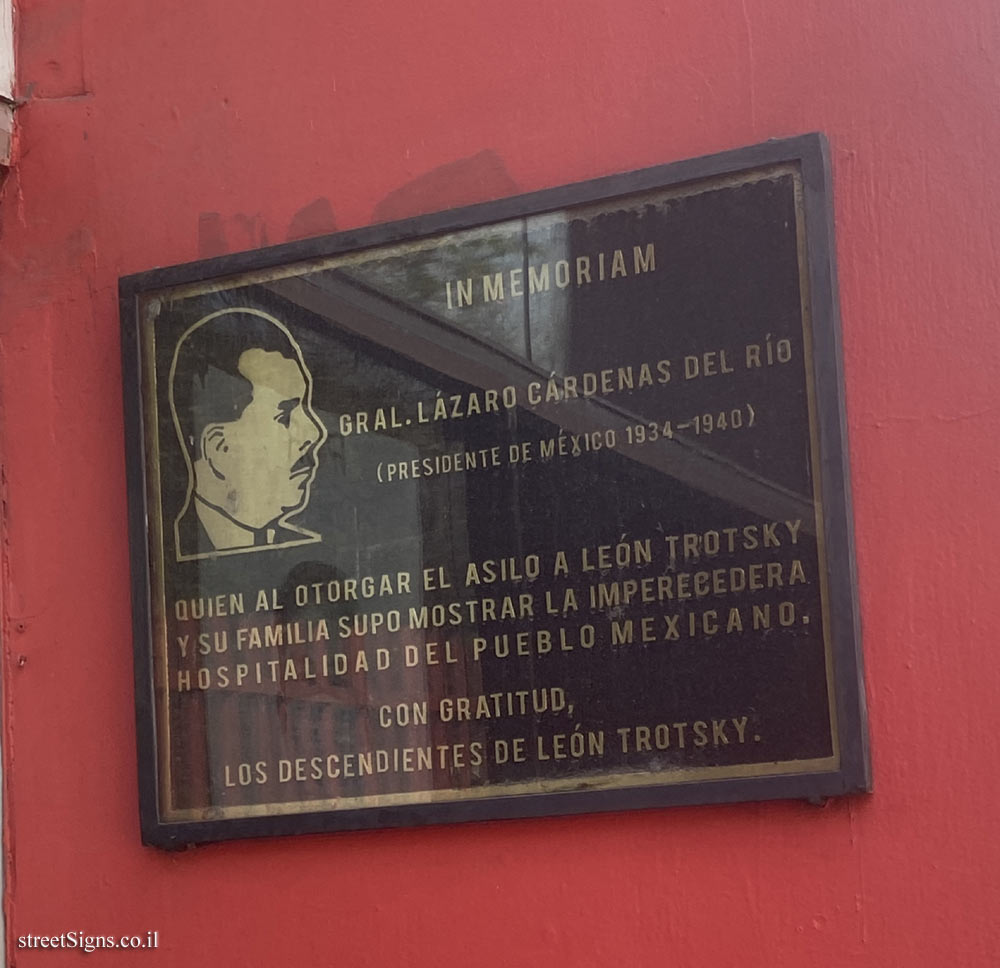 IN MEMORIAM
GRAL. LÁZARO CÁRDENAS DEL RÍO
(PRESIDENTE DE MÉXICO 1934-1940)
QUIEN AL OTORGAR EL ASILO A LEÓN TROTSKY
Y SU FAMILIA SUPO MOSTRAR LA IMPERECEDERA
HOSPITALIDAD DEL PUEBLO MEXICANO.
CON GRATITUD,
LOS DESCENDIENTES DE LEÓN TROTSKY.
streetSigns.co.il